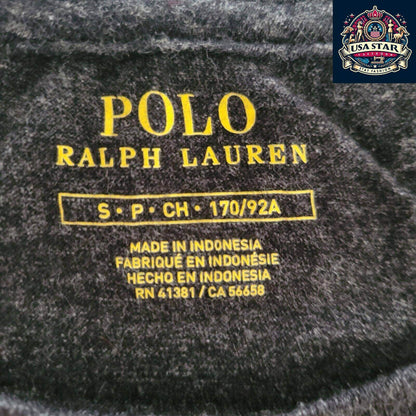 USA STAR
POLO
RALPH LAUREN
S • P • CH • 170/92A
MADE IN INDONESIA
FABRIQUÉ EN INDONÉSIE
HECHO EN INDONESIA
RN 41381 / CA 56658